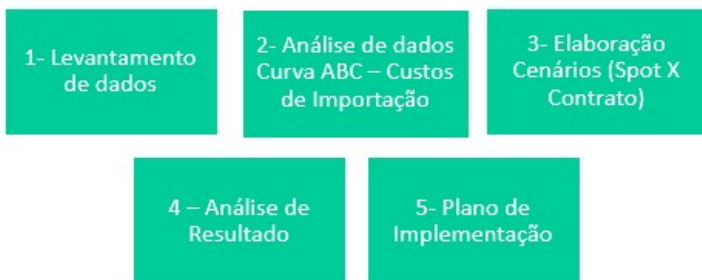 1- Levantamento
de dados
2- Análise de dados
Curva ABC – Custos
de Importação
3- Elaboração
Cenários (Spot X
Contrato)
4 – Análise de
Resultado
5- Plano de
Implementação